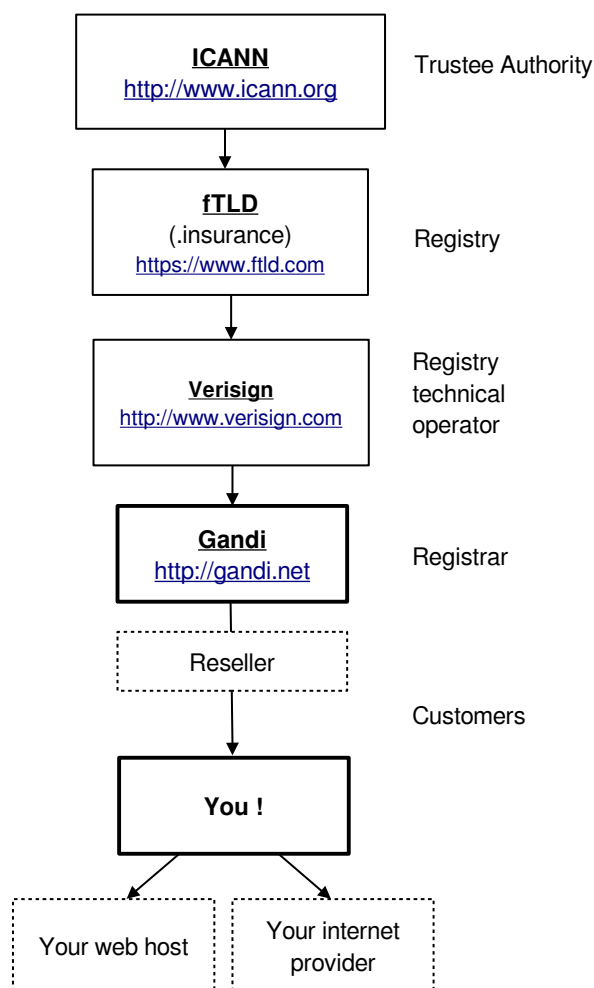 ICANN
http://www.icann.org
Trustee Authority
fTLD
(.insurance)
https://www.ftld.com
Registry
Verisign
http://www.verisign.com
Registry
technical
operator
Gandi
http://gandi.net
Registrar
Reseller
Customers
You !
Your web host
Your internet
provider